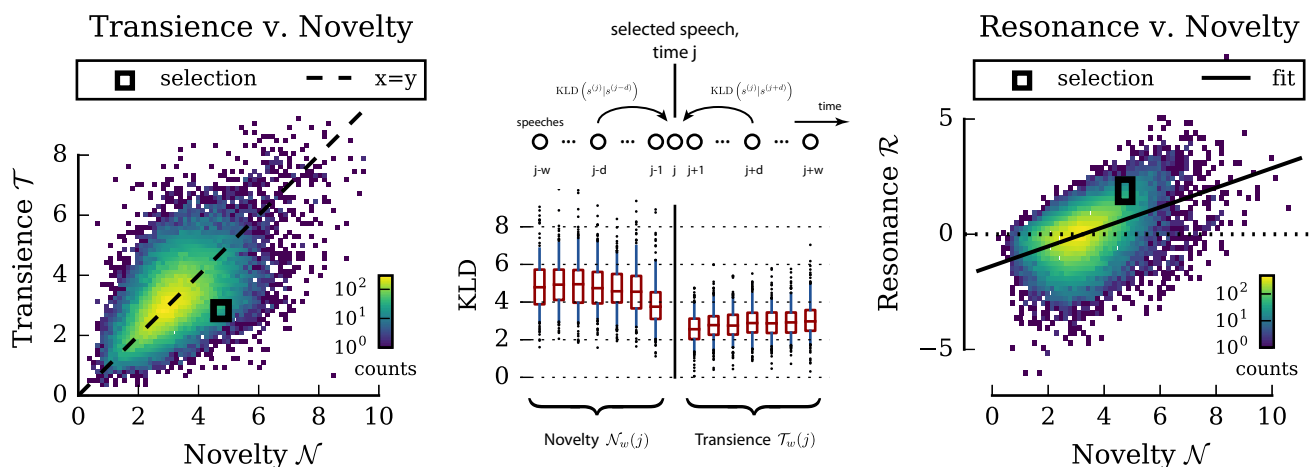 Transience v. Novelty
selection
x=y
Transience 𝒯
8
6
4
2
0
0 2 4 6 8 10
Novelty 𝒩
10²
10¹
10⁰
counts
selected speech,
time j
KLD (s^(j)|s^(j−d))
KLD (s^(j)|s^(j+d))
time
speeches
... ... ... ...
j-w j-d j-1 j j+1 j+d j+w
KLD
8
6
4
2
0
Novelty 𝒩_w(j)
Transience 𝒯_w(j)
Resonance v. Novelty
selection
fit
Resonance ℛ
5
0
−5
0 2 4 6 8 10
Novelty 𝒩
10²
10¹
10⁰
counts